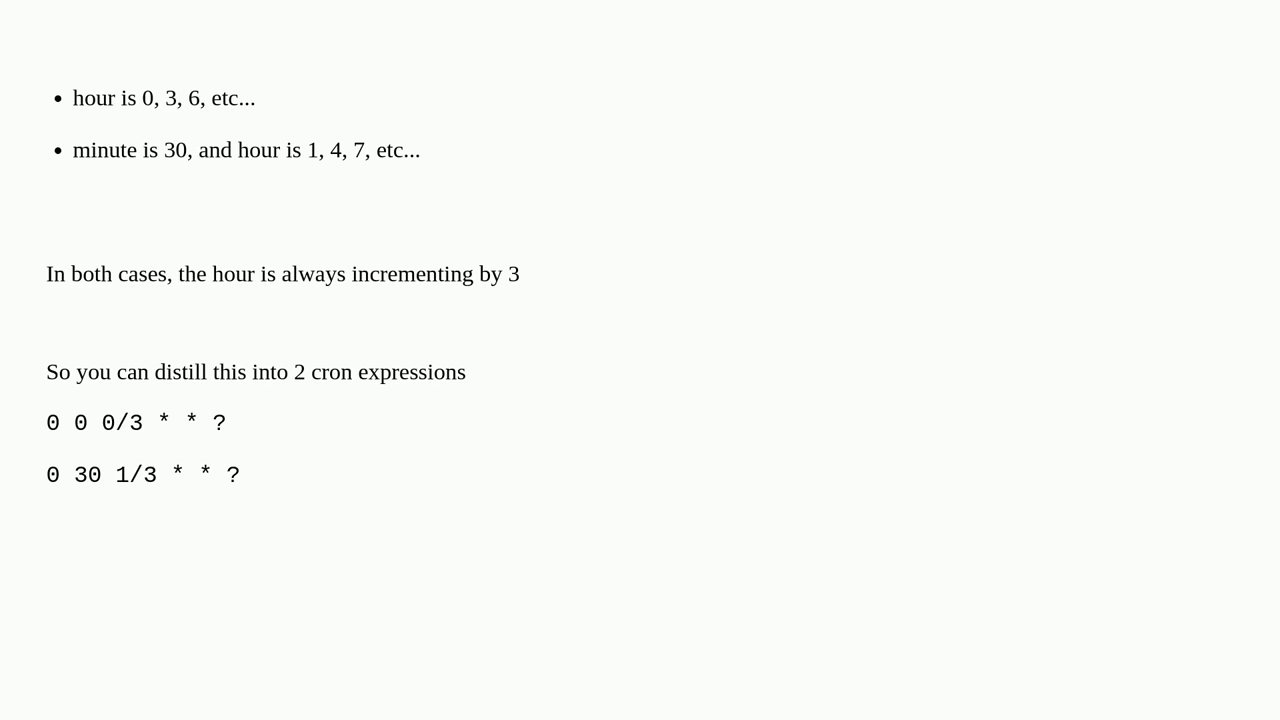 • hour is 0, 3, 6, etc...
• minute is 30, and hour is 1, 4, 7, etc...
In both cases, the hour is always incrementing by 3
So you can distill this into 2 cron expressions
0 0 0/3 * * ?
0 30 1/3 * * ?